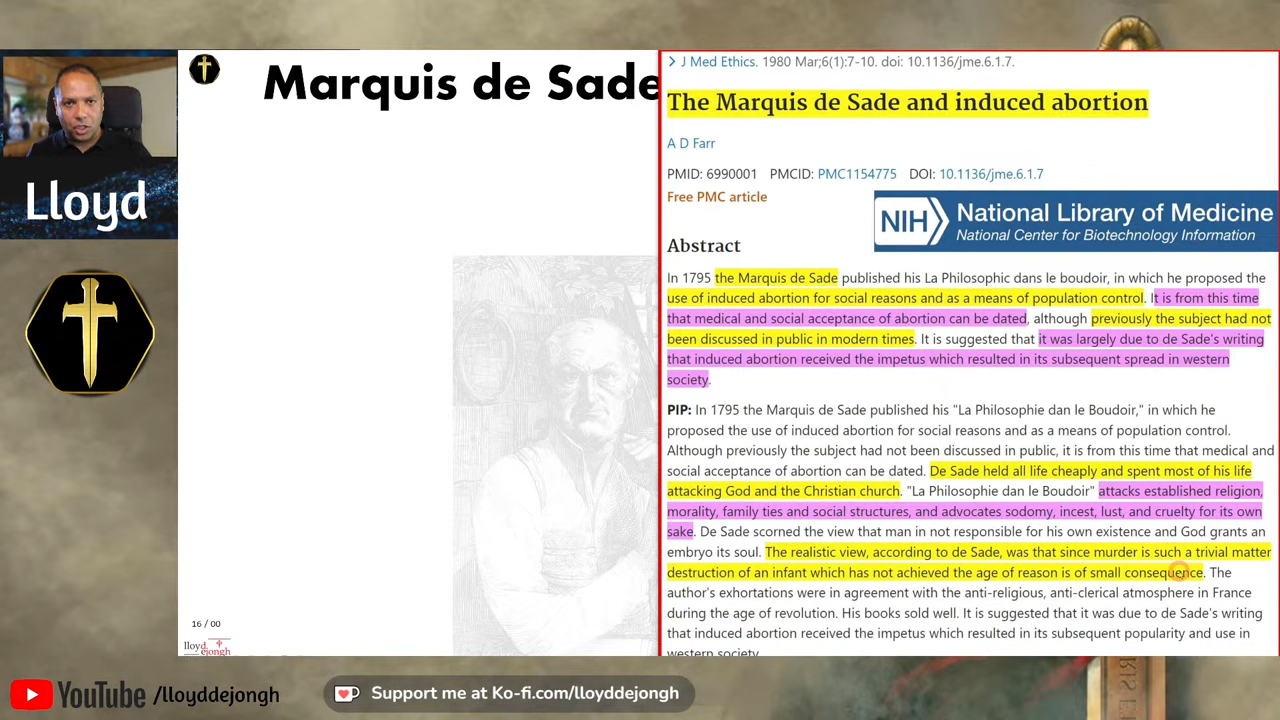 Lloyd
Marquis de Sade
16 / 00
lloyd.
ejongh
J Med Ethics. 1980 Mar;6(1):7-10. doi: 10.1136/jme.6.1.7.
The Marquis de Sade and induced abortion
A D Farr
PMID: 6990001 PMCID: PMC1154775 DOI: 10.1136/jme.6.1.7
Free PMC article
NIH National Library of Medicine
National Center for Biotechnology Information
Abstract
In 1795 the Marquis de Sade published his La Philosophic dans le boudoir, in which he proposed the
use of induced abortion for social reasons and as a means of population control. It is from this time
that medical and social acceptance of abortion can be dated, although previously the subject had not
been discussed in public in modern times. It is suggested that it was largely due to de Sade's writing
that induced abortion received the impetus which resulted in its subsequent spread in western
society.
PIP: In 1795 the Marquis de Sade published his "La Philosophie dan le Boudoir," in which he
proposed the use of induced abortion for social reasons and as a means of population control.
Although previously the subject had not been discussed in public, it is from this time that medical and
social acceptance of abortion can be dated. De Sade held all life cheaply and spent most of his life
attacking God and the Christian church. "La Philosophie dan le Boudoir" attacks established religion,
morality, family ties and social structures, and advocates sodomy, incest, lust, and cruelty for its own
sake. De Sade scorned the view that man in not responsible for his own existence and God grants an
embryo its soul. The realistic view, according to de Sade, was that since murder is such a trivial matter
destruction of an infant which has not achieved the age of reason is of small consequence. The
author's exhortations were in agreement with the anti-religious, anti-clerical atmosphere in France
during the age of revolution. His books sold well. It is suggested that it was due to de Sade's writing
that induced abortion received the impetus which resulted in its subsequent popularity and use in
western society.
YouTube /lloyddejongh
Support me at Ko-fi.com/lloyddejongh